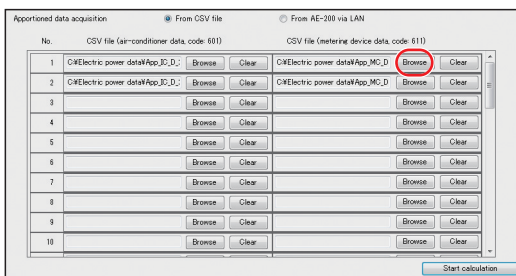 Apportioned data acquisition From CSV file From AE-200 via LAN
No. CSV file (air-conditioner data, code: 601) CSV file (metering device data, code: 611)
1 C:¥Electric power data¥App_IC_D_: Browse Clear C:¥Electric power data¥App_MC_D Browse Clear
2 C:¥Electric power data¥App_IC_D_: Browse Clear C:¥Electric power data¥App_MC_D Browse Clear
3 Browse Clear Browse Clear
4 Browse Clear Browse Clear
5 Browse Clear Browse Clear
6 Browse Clear Browse Clear
7 Browse Clear Browse Clear
8 Browse Clear Browse Clear
9 Browse Clear Browse Clear
10 Browse Clear Browse Clear
Start calculation